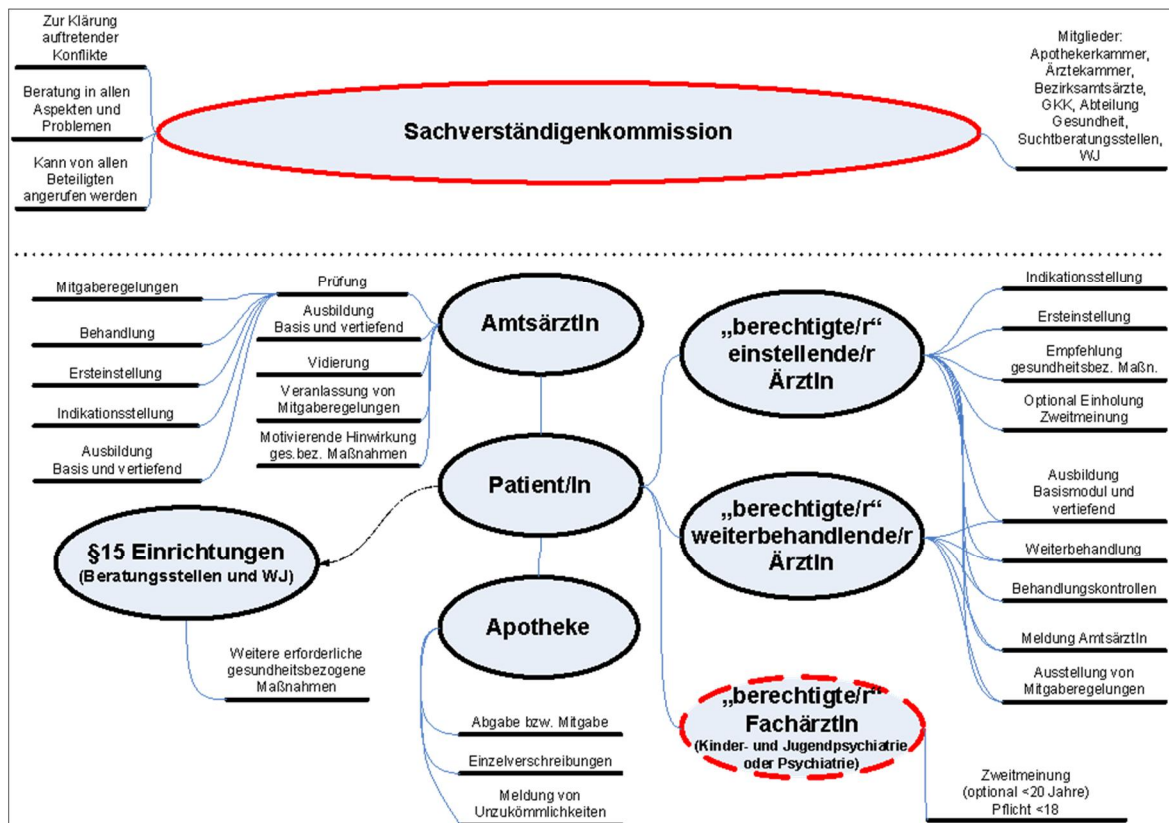 Zur Klärung
auftretender
Konflikte
Beratung in allen
Aspekten und
Problemen
Kann von allen
Beteiligten
angerufen werden
Sachverständigenkommission
Mitglieder:
Apothekerkammer,
Ärztekammer,
Bezirksamtsärzte,
GKK, Abteilung
Gesundheit,
Suchtberatungsstellen,
WJ
Mitgaberegelungen
Behandlung
Ersteinstellung
Indikationsstellung
Ausbildung
Basis und vertiefend
Prüfung
Ausbildung
Basis und vertiefend
Vidierung
Veranlassung von
Mitgaberegelungen
Motivierende Hinwirkung
ges.bez. Maßnahmen
AmtsärztIn
Patient/In
§15 Einrichtungen
(Beratungsstellen und WJ)
Weitere erforderliche
gesundheitsbezogene
Maßnahmen
Apotheke
Abgabe bzw. Mitgabe
Einzelverschreibungen
Meldung von
Unzukömmlichkeiten
„berechtigte/r“
einstellende/r
ÄrztIn
„berechtigte/r“
weiterbehandlende/r
ÄrztIn
„berechtigte/r“
FachärztIn
(Kinder- und Jugendpsychiatrie
oder Psychiatrie)
Indikationsstellung
Ersteinstellung
Empfehlung
gesundheitsbez. Maßn.
Optional Einholung
Zweitmeinung
Ausbildung
Basismodul und
vertiefend
Weiterbehandlung
Behandlungskontrollen
Meldung AmtsärztIn
Ausstellung von
Mitgaberegelungen
Zweitmeinung
(optional <20 Jahre)
Pflicht <18